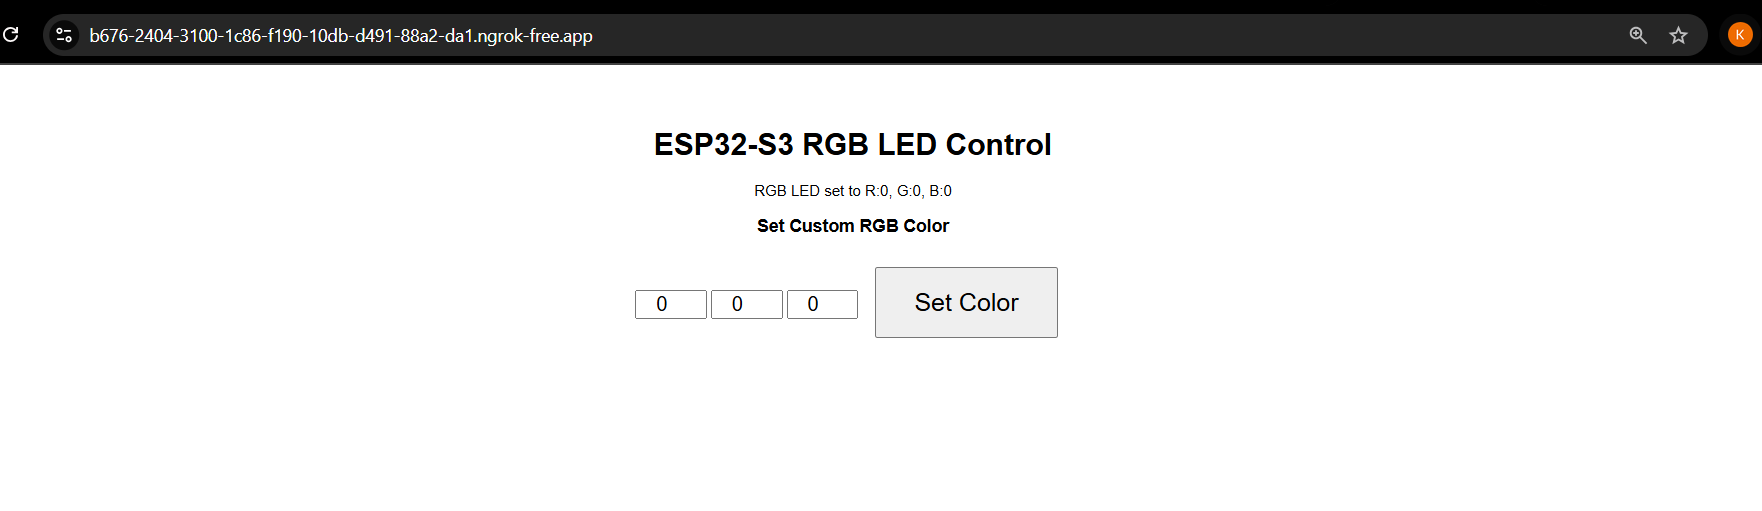 b676-2404-3100-1c86-f190-10db-d491-88a2-da1.ngrok-free.app
K
ESP32-S3 RGB LED Control
RGB LED set to R:0, G:0, B:0
Set Custom RGB Color
0 0 0 Set Color